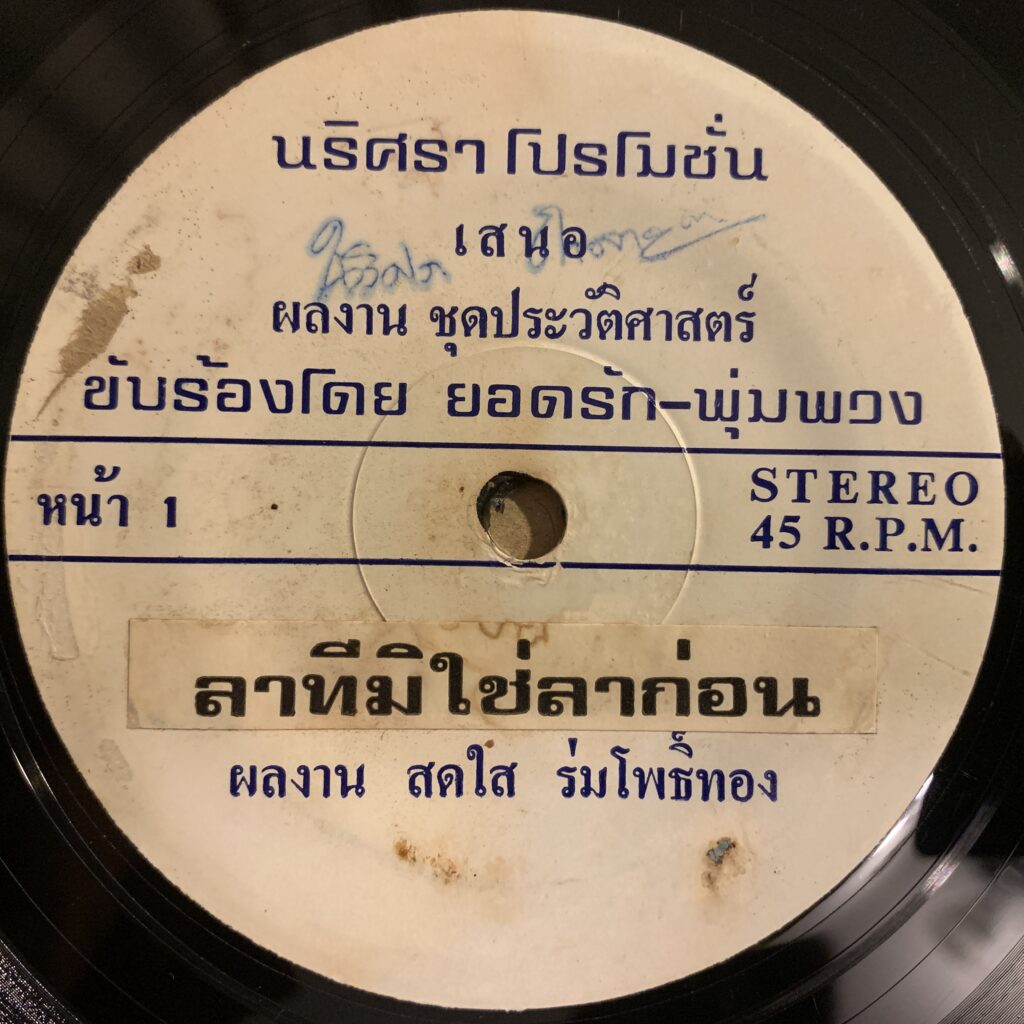 นริศรา โปรโมชั่น
เสนอ
ผลงาน ชุดประวัติศาสตร์
ขับร้องโดย ยอดรัก-พุ่มพวง
หน้า 1
STEREO
45 R.P.M.
ลาทีมิใช่ลาก่อน
ผลงาน สดใส ร่มโพธิ์ทอง